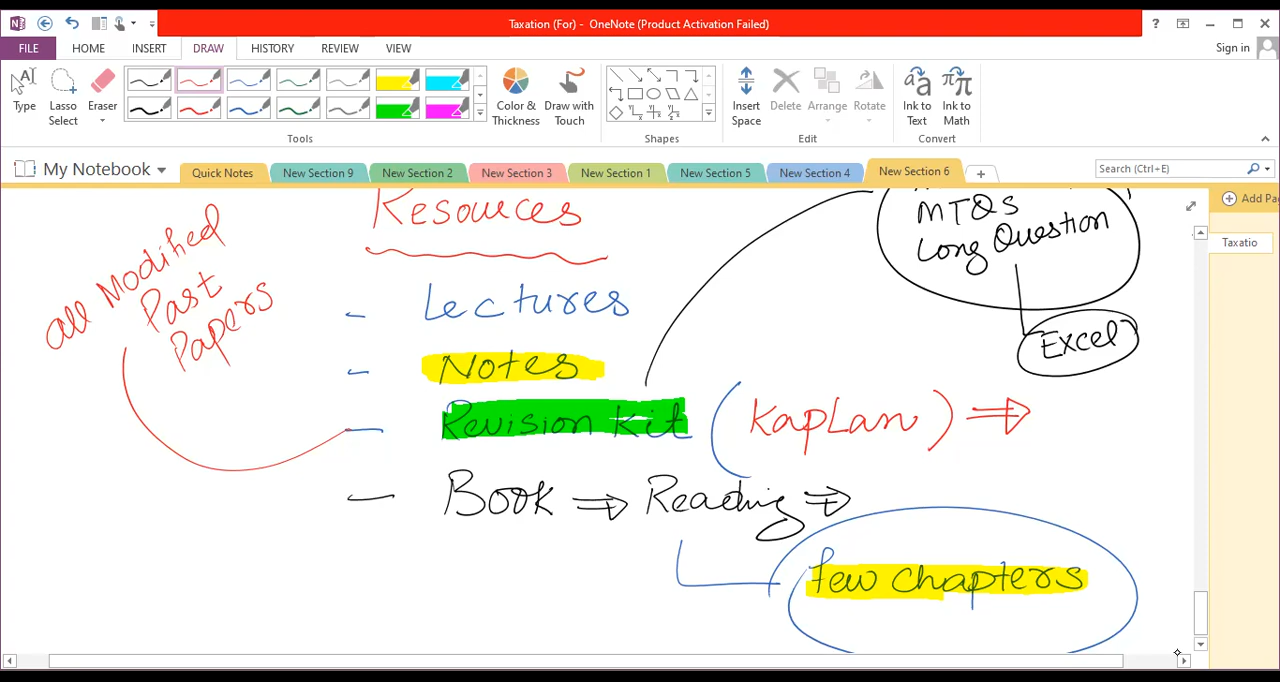 Taxation (For) - OneNote (Product Activation Failed)
?
FILE HOME INSERT DRAW HISTORY REVIEW VIEW
Sign in
Type
Lasso Select
Eraser
Color & Thickness
Draw with Touch
Insert Space
Delete
Arrange
Rotate
Ink to Text
Ink to Math
Tools
Shapes
Edit
Convert
My Notebook
Quick Notes
New Section 9
New Section 2
New Section 3
New Section 1
New Section 5
New Section 4
New Section 6
Search (Ctrl+E)
Add Pa
Taxatio
Resources
MTQS
Long Question
Excel
all Modified
Past
Papers
- Lectures
- Notes
- Revision kit (KapLan) ⇒
- Book ⇒ Reading ⇒
few chapters